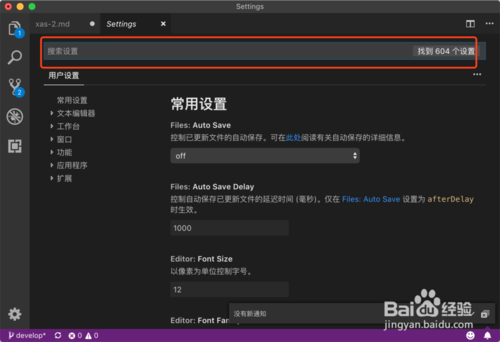 Settings
xas-2.md
Settings
搜索设置
找到 604 个设置
用户设置
常用设置
文本编辑器
工作台
窗口
功能
应用程序
扩展
常用设置
Files: Auto Save
控制已更新文件的自动保存。可在此处阅读有关自动保存的详细信息。
off
Files: Auto Save Delay
控制自动保存已更新文件的延迟时间 (毫秒)。仅在 Files: Auto Save 设置为 afterDelay
时生效。
1000
Editor: Font Size
以像素为单位控制字号。
12
Editor: Font Fam
没有新通知
Baidu 经验
jingyan.baidu.com
1
2
develop*
0
0